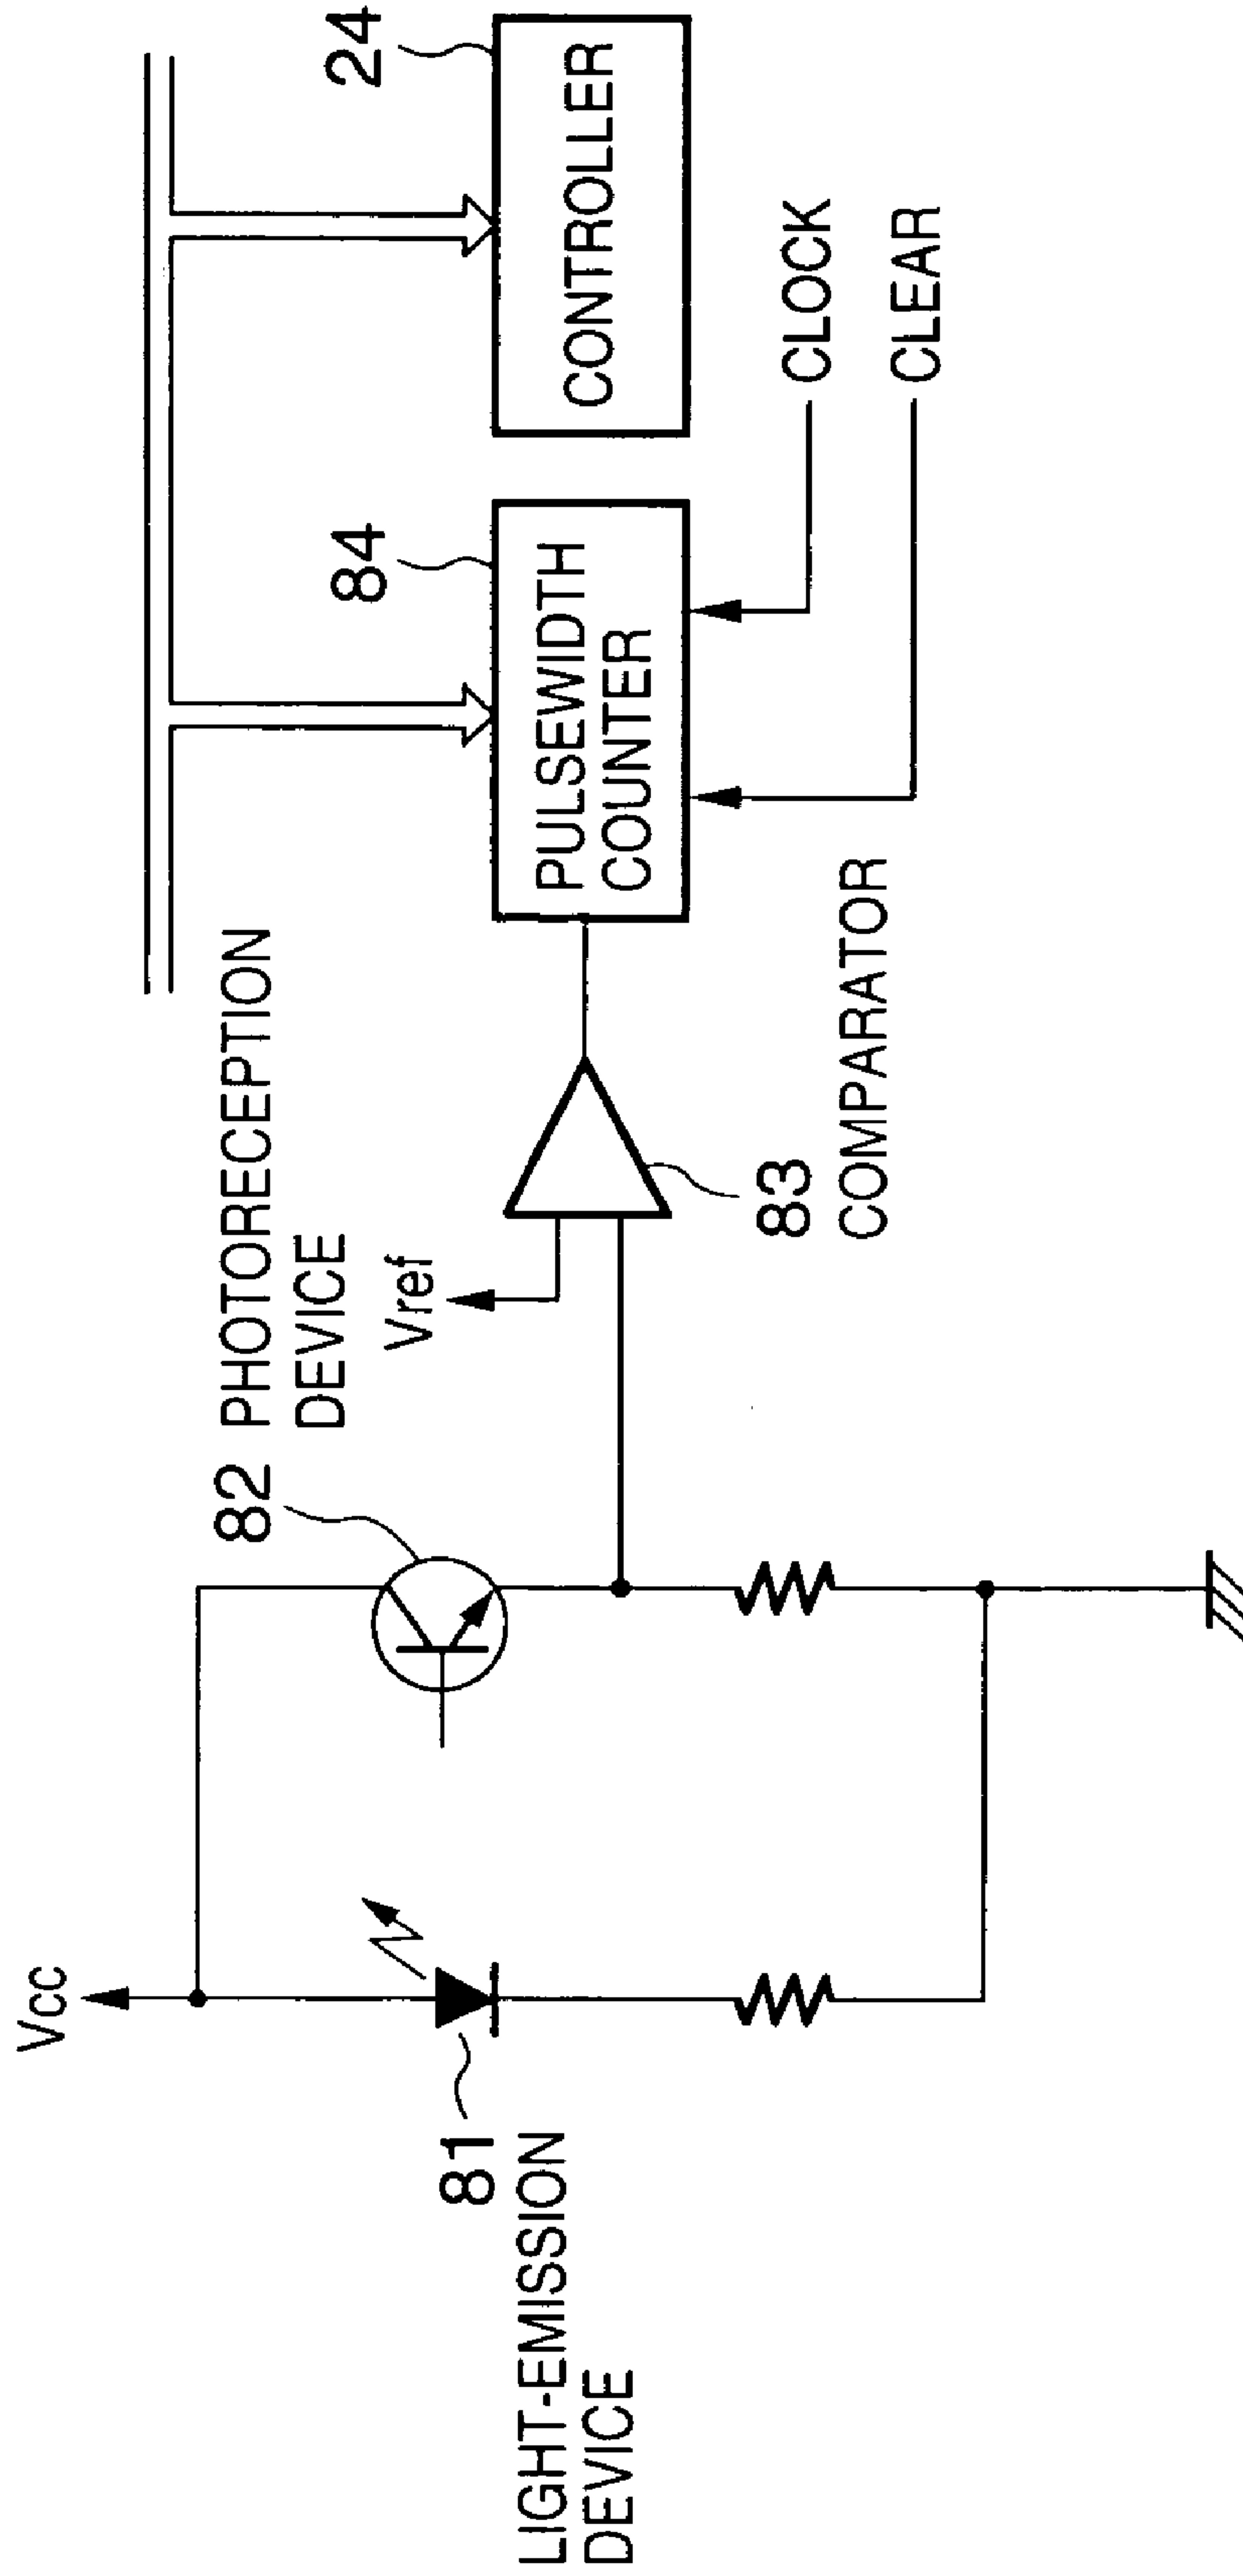 Vcc
81
LIGHT-EMISSION
DEVICE
82 PHOTORECEPTION
DEVICE
Vref
83
COMPARATOR
84
PULSEWIDTH
COUNTER
24
CONTROLLER
CLOCK
CLEAR